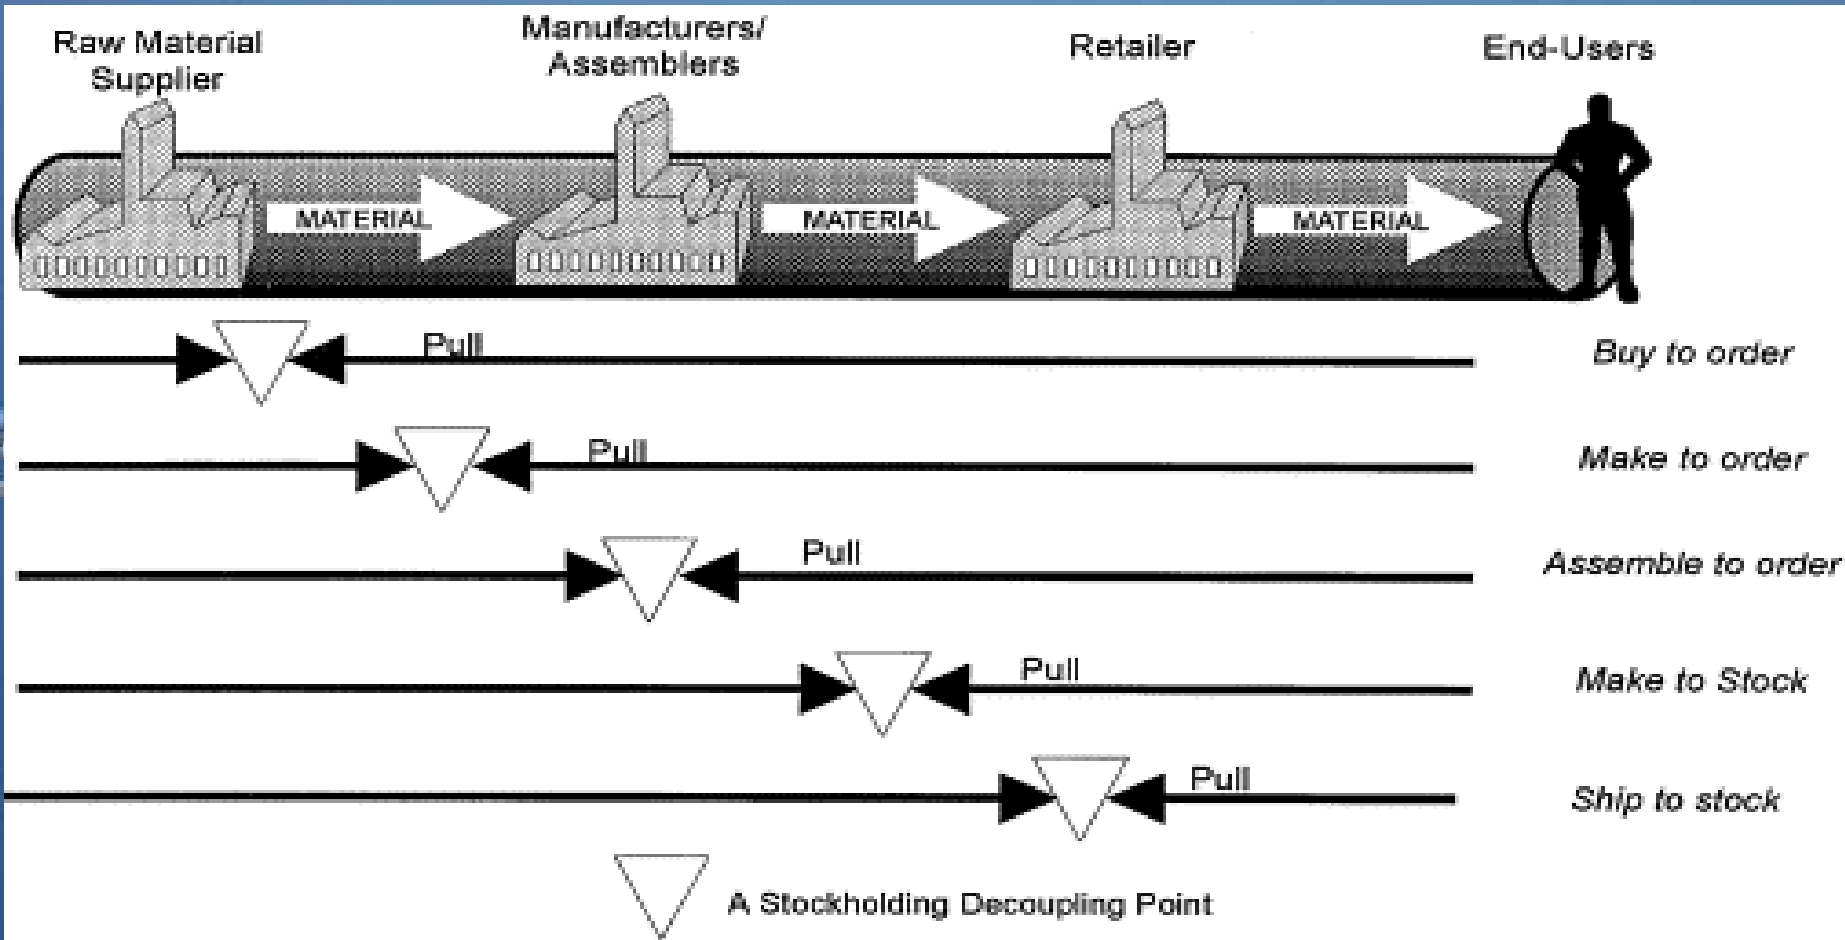 Raw Material
Supplier
Manufacturers/
Assemblers
Retailer
End-Users
MATERIAL
MATERIAL
MATERIAL
Pull
Buy to order
Pull
Make to order
Pull
Assemble to order
Pull
Make to Stock
Pull
Ship to stock
A Stockholding Decoupling Point